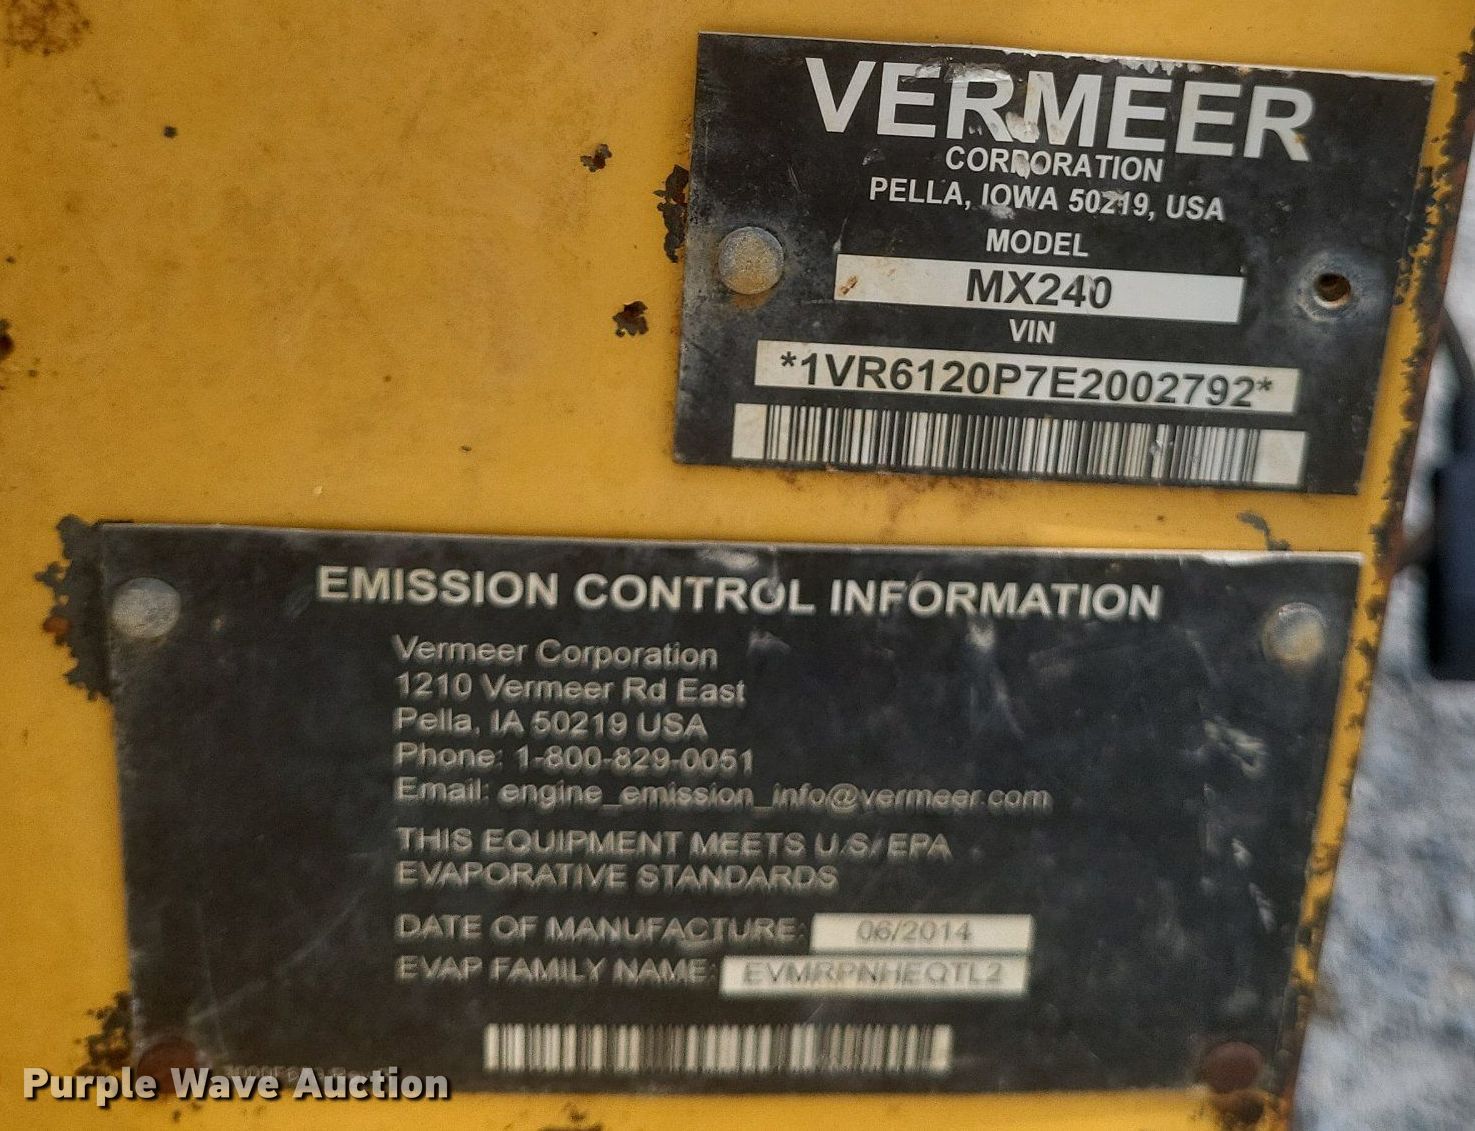 VERMEER
CORPORATION
PELLA, IOWA 50219, USA
MODEL
MX240
VIN
*1VR6120P7E2002792*
EMISSION CONTROL INFORMATION
Vermeer Corporation
1210 Vermeer Rd East
Pella, IA 50219 USA
Phone: 1-800-829-0051
Email: engine_emission_info@vermeer.com
THIS EQUIPMENT MEETS U.S. EPA
EVAPORATIVE STANDARDS
DATE OF MANUFACTURE: 06/2014
EVAP FAMILY NAME: EVMRPNHEQTL2
Purple Wave Auction